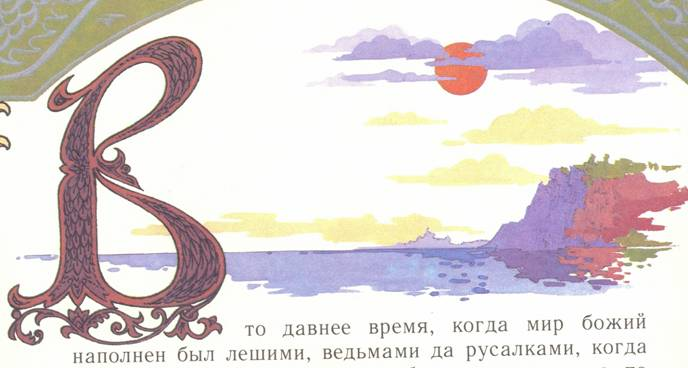 В то давнее время, когда мир божий
наполнен был лешими, ведьмами да русалками, когда